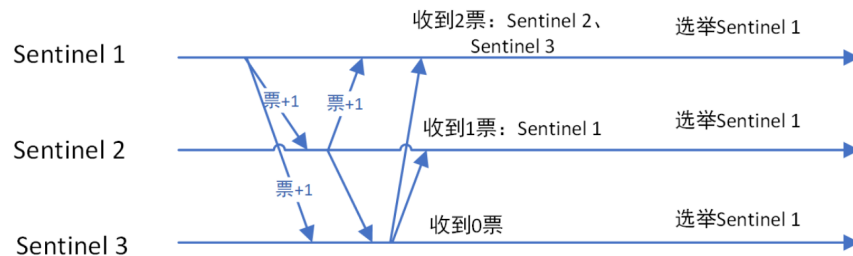 收到2票：Sentinel 2、
Sentinel 3
选举Sentinel 1
Sentinel 1
票+1
票+1
收到1票：Sentinel 1
选举Sentinel 1
Sentinel 2
票+1
收到0票
选举Sentinel 1
Sentinel 3